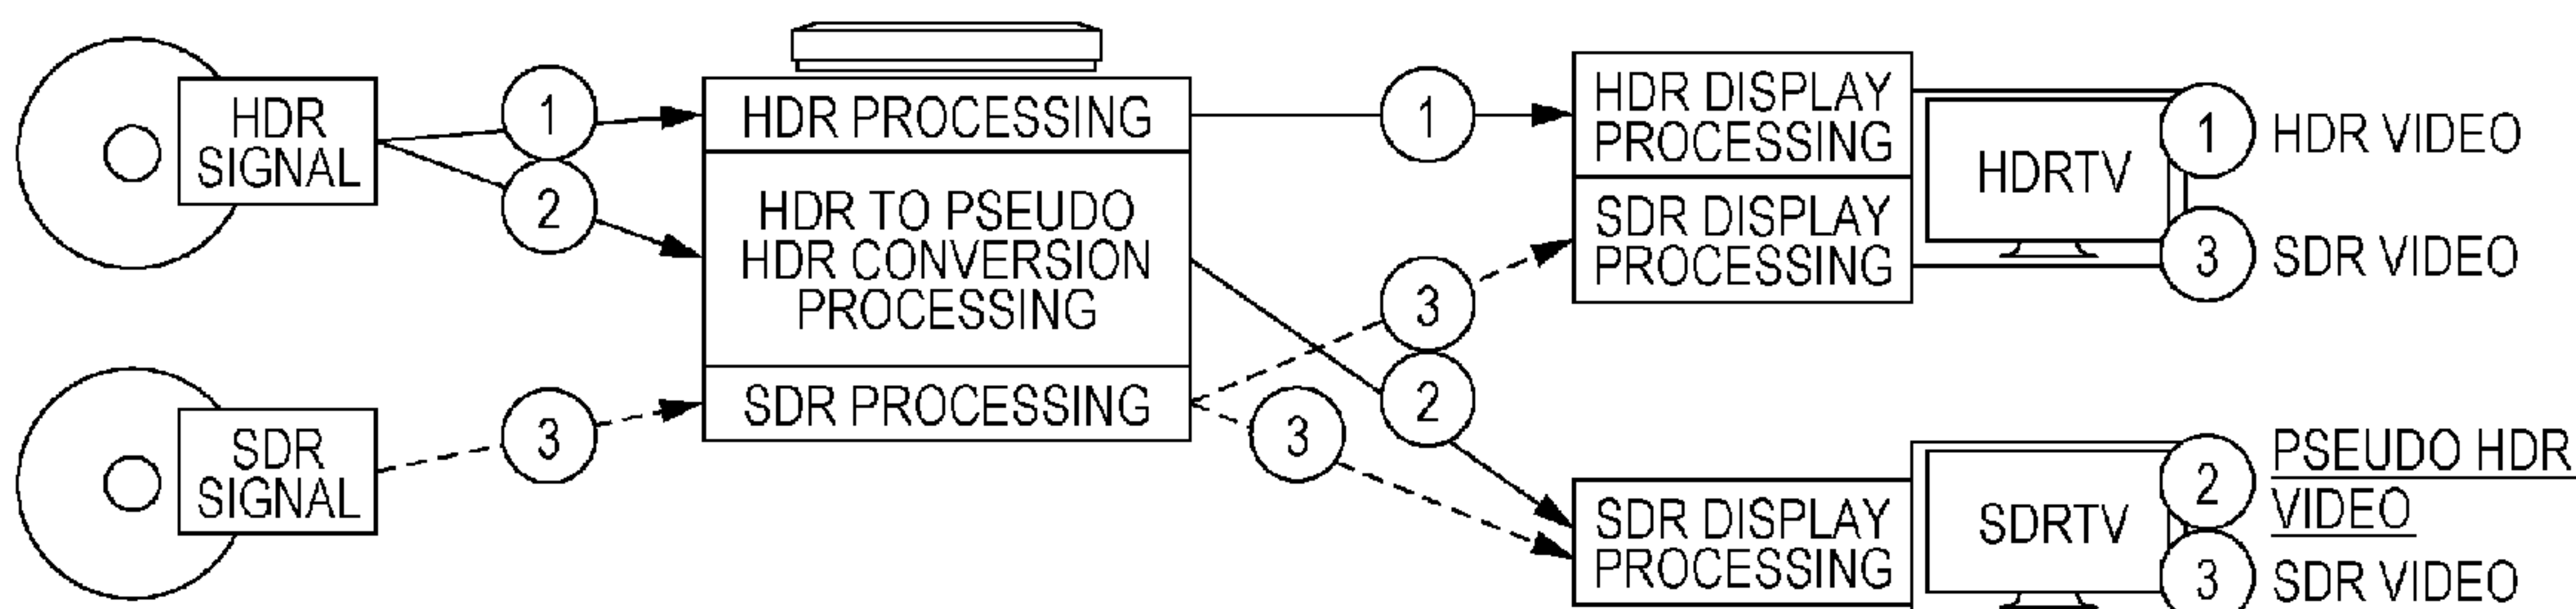 HDR
SIGNAL
1
2
HDR PROCESSING
HDR TO PSEUDO
HDR CONVERSION
PROCESSING
SDR PROCESSING
SDR
SIGNAL
3
1
3
2
3
HDR DISPLAY
PROCESSING
SDR DISPLAY
PROCESSING
HDRTV
1 HDR VIDEO
3 SDR VIDEO
SDR DISPLAY
PROCESSING
SDRTV
2 PSEUDO HDR
VIDEO
3 SDR VIDEO